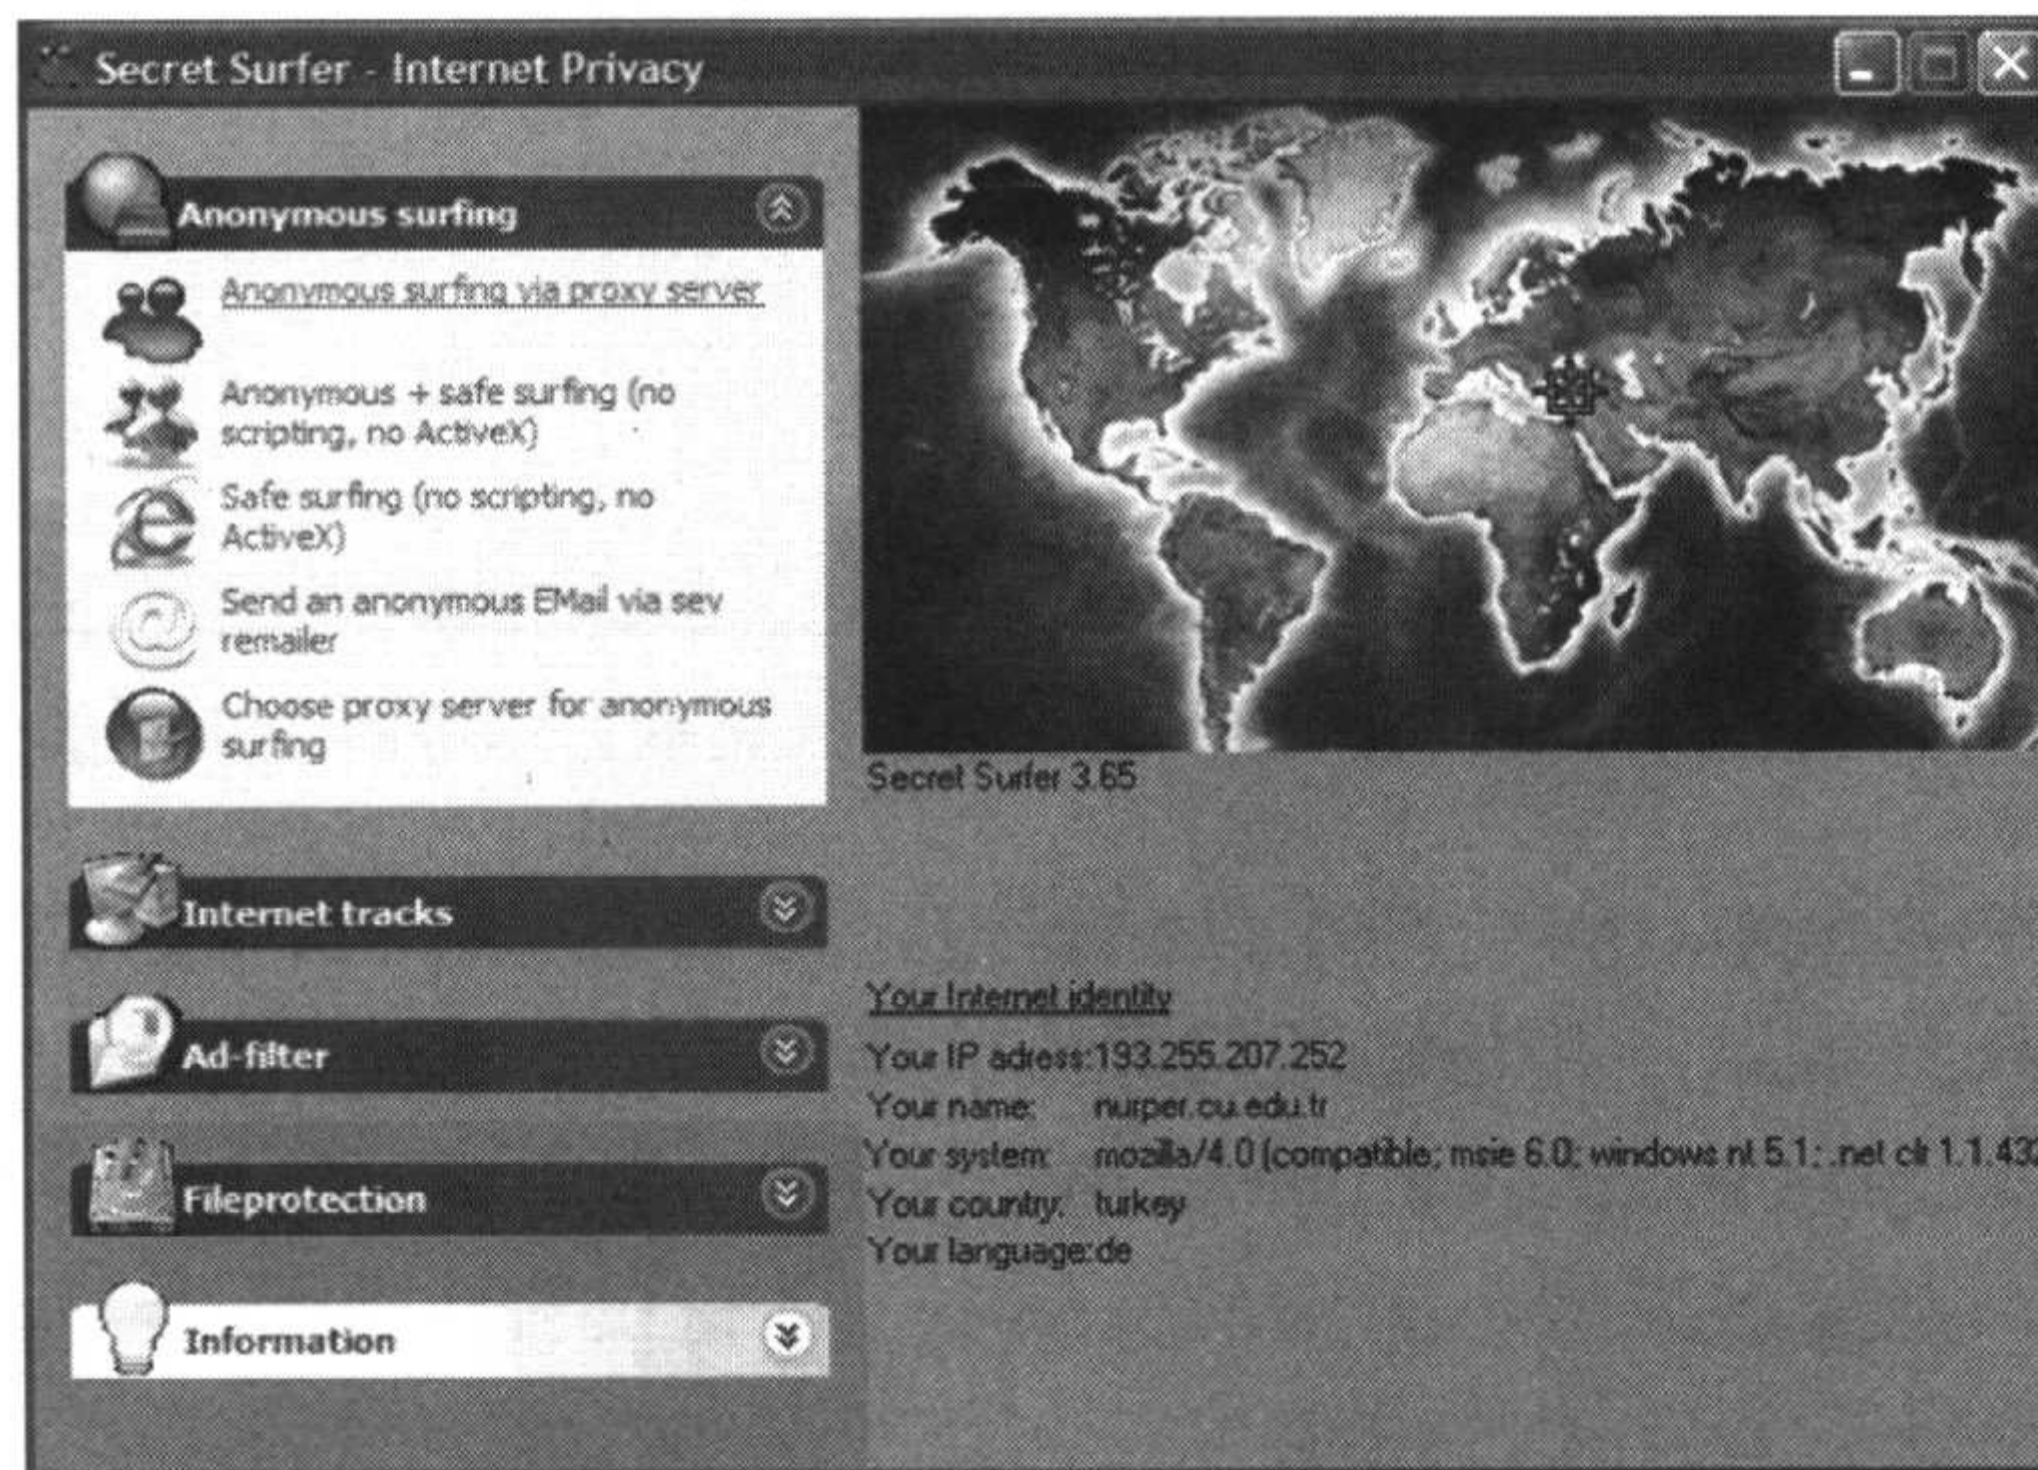 Secret Surfer - Internet Privacy
Anonymous surfing
Anonymous surfing via proxy server
Anonymous + safe surfing (no
scripting, no ActiveX)
Safe surfing (no scripting, no
ActiveX)
Send an anonymous EMail via sev
remailer
Choose proxy server for anonymous
surfing
Internet tracks
Ad-filter
Fileprotection
Information
Secret Surfer 3.65
Your Internet identity
Your IP adress:193.255.207.252
Your name: nurper.cu.edu.tr
Your system: mozilla/4.0 (compatible; msie 6.0; windows nt 5.1; .net clr 1.1.432
Your country: turkey
Your language:de